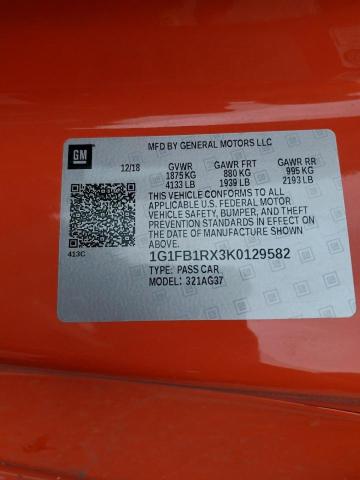 GM
MFD BY GENERAL MOTORS LLC
12/18 GVWR GAWR FRT GAWR RR
1875 KG 880 KG 995 KG
4133 LB 1939 LB 2193 LB
THIS VEHICLE CONFORMS TO ALL
APPLICABLE U.S. FEDERAL MOTOR
VEHICLE SAFETY, BUMPER, AND THEFT
PREVENTION STANDARDS IN EFFECT ON
THE DATE OF MANUFACTURE SHOWN ABOVE.
413C
1G1FB1RX3K0129582
TYPE: PASS CAR
MODEL: 321AG37